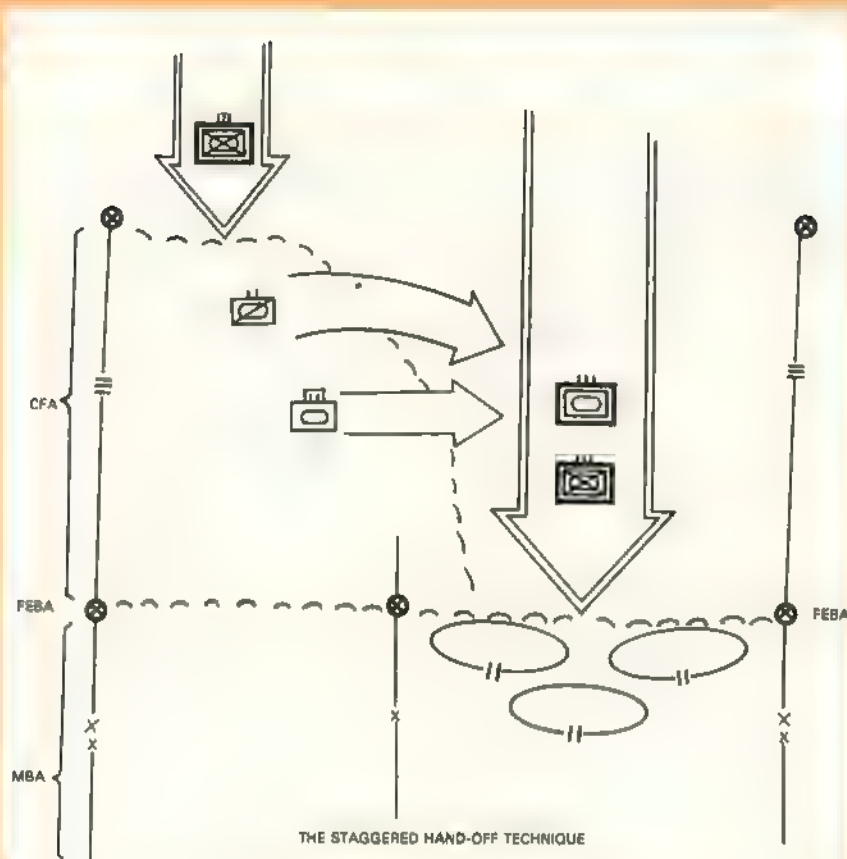 CFA
FEBA
FEBA
MBA
THE STAGGERED HAND-OFF TECHNIQUE